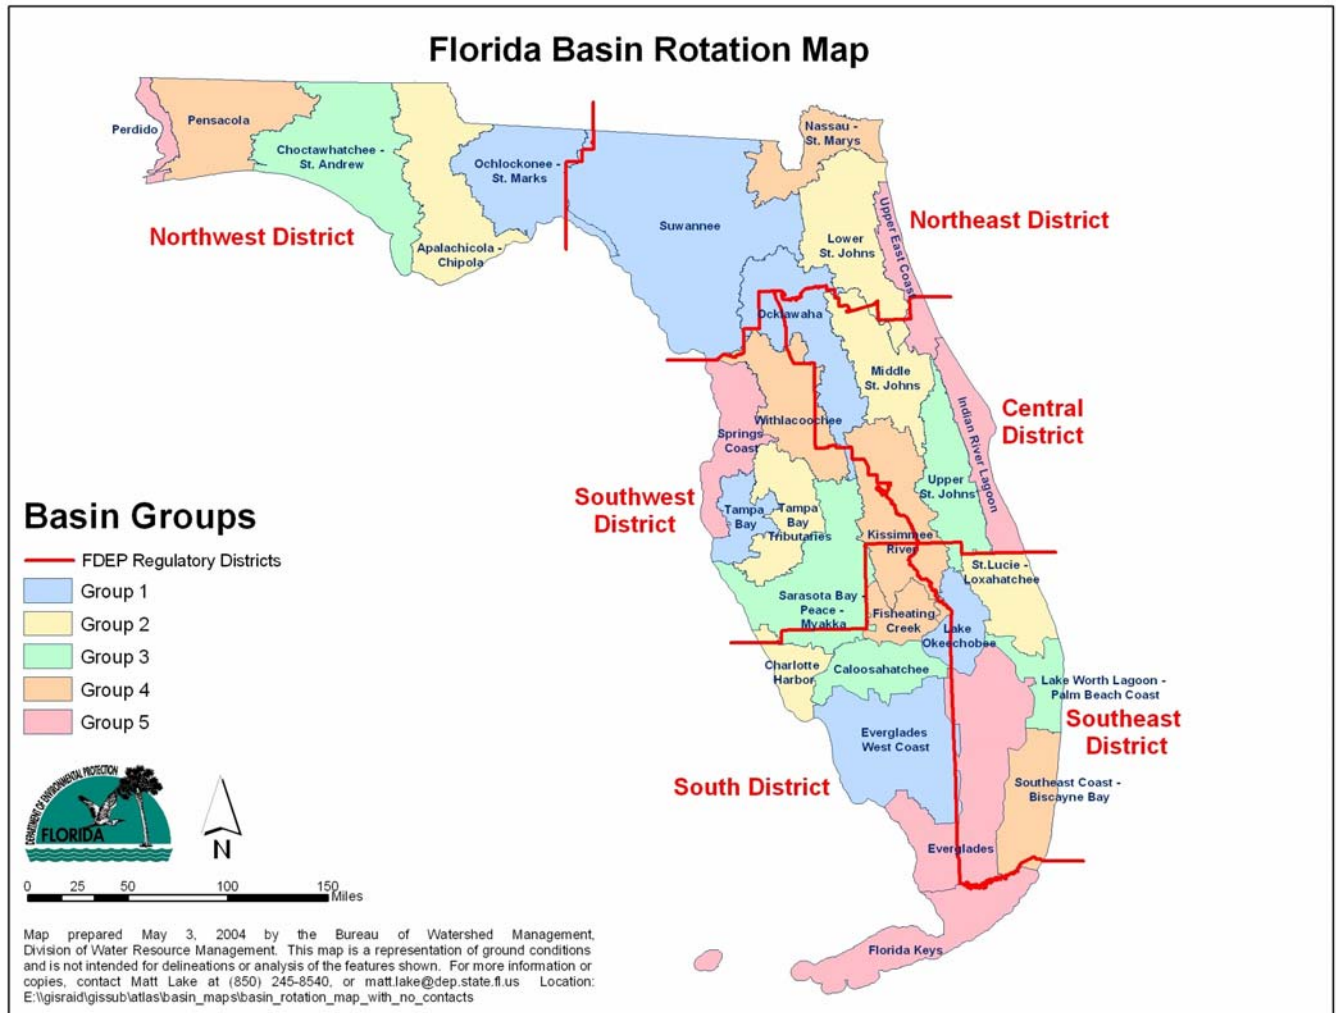 Florida Basin Rotation Map
Perdido
Pensacola
Choctawhatchee -
St. Andrew
Apalachicola -
Chipola
Ochlockonee -
St. Marks
Suwannee
Nassau -
St. Marys
Lower
St. Johns
Upper East Coast
Northwest District
Northeast District
Ocklawaha
Middle
St. Johns
Withlacoochee
Springs
Coast
Indian River Lagoon
Central
District
Upper
St. Johns
Southwest
District
Tampa
Bay
Tampa
Bay
Tributaries
Kissimmee
River
St.Lucie -
Loxahatchee
Sarasota Bay -
Peace -
Myakka
Fisheating
Creek
Lake
Okeechobee
Charlotte
Harbor
Caloosahatchee
Lake Worth Lagoon -
Palm Beach Coast
Southeast
District
Everglades
West Coast
South District
Southeast Coast -
Biscayne Bay
Everglades
Florida Keys
Basin Groups
FDEP Regulatory Districts
Group 1
Group 2
Group 3
Group 4
Group 5
DEPARTMENT OF ENVIRONMENTAL PROTECTION
FLORIDA
N
0 25 50 100 150
Miles
Map prepared May 3, 2004 by the Bureau of Watershed Management,
Division of Water Resource Management. This map is a representation of ground conditions
and is not intended for delineations or analysis of the features shown. For more information or
copies, contact Matt Lake at (850) 245-8540, or matt.lake@dep.state.fl.us Location:
E:\\gisraid\gissub\atlas\basin_maps\basin_rotation_map_with_no_contacts